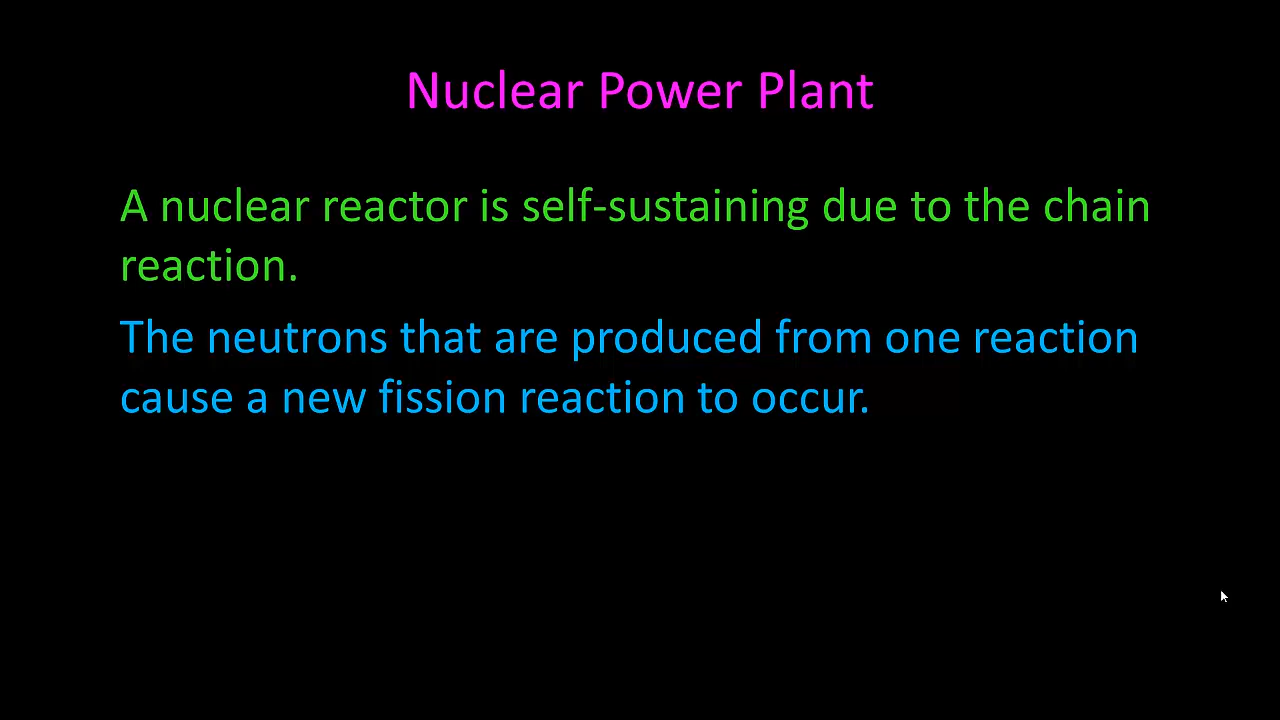 Nuclear Power Plant
A nuclear reactor is self-sustaining due to the chain
reaction.
The neutrons that are produced from one reaction
cause a new fission reaction to occur.